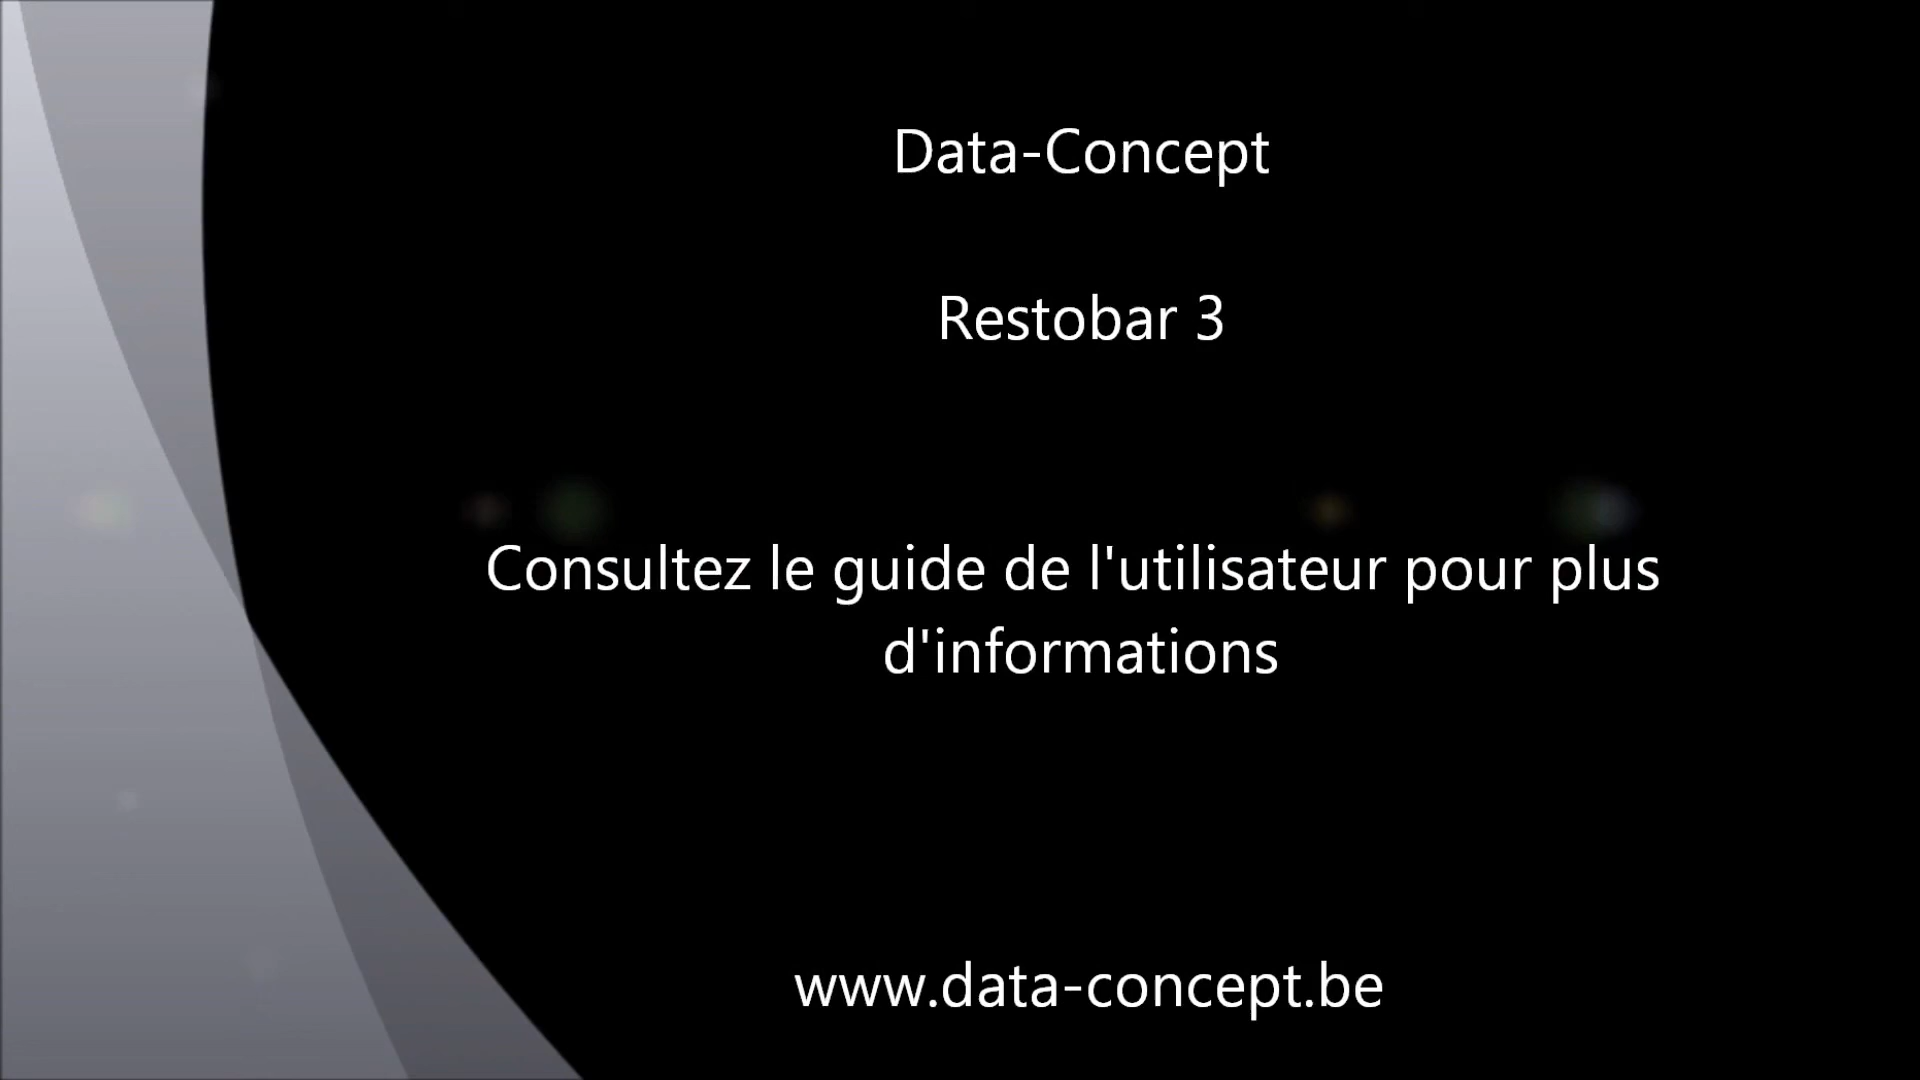 Data-Concept
Restobar 3
Consultez le guide de l'utilisateur pour plus
d'informations
www.data-concept.be